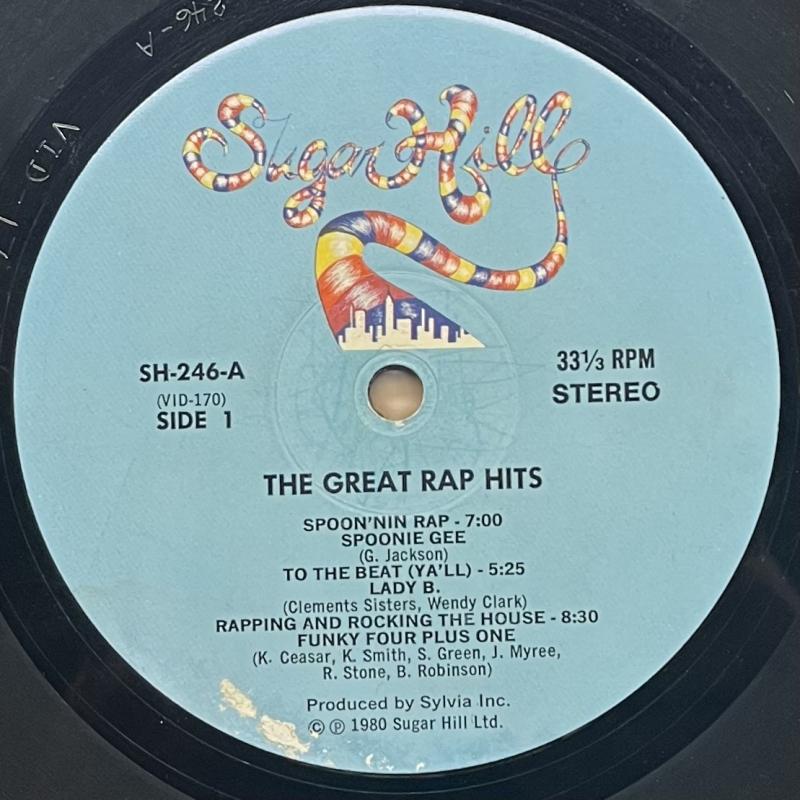 246-A
VID-17
Sugar Hill
SH-246-A
(VID-170)
SIDE 1
33⅓ RPM
STEREO
THE GREAT RAP HITS
SPOON'NIN RAP - 7:00
SPOONIE GEE
(G. Jackson)
TO THE BEAT (YA'LL) - 5:25
LADY B.
(Clements Sisters, Wendy Clark)
RAPPING AND ROCKING THE HOUSE - 8:30
FUNKY FOUR PLUS ONE
(K. Ceasar, K. Smith, S. Green, J. Myree,
R. Stone, B. Robinson)
Produced by Sylvia Inc.
© ℗ 1980 Sugar Hill Ltd.